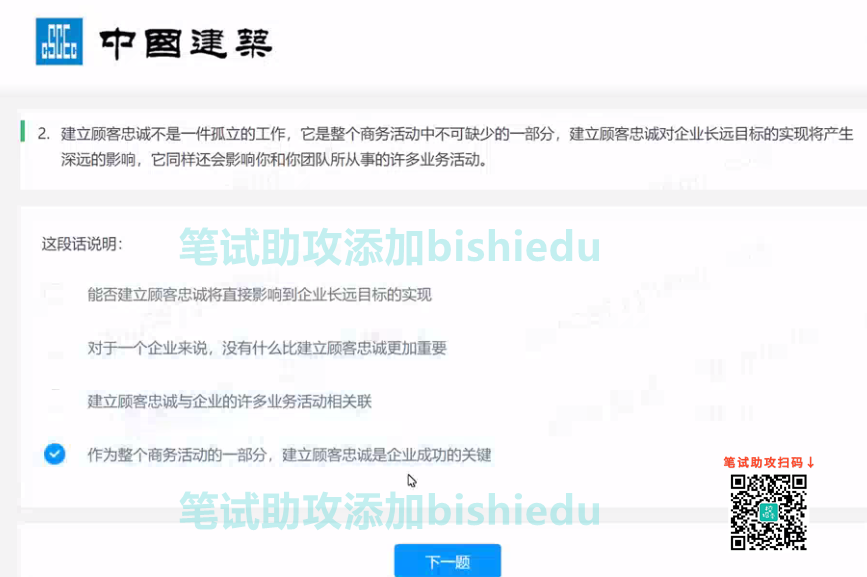 CSCEC
中國建築
2. 建立顾客忠诚不是一件孤立的工作，它是整个商务活动中不可缺少的一部分，建立顾客忠诚对企业长远目标的实现将产生
深远的影响，它同样还会影响你和你团队所从事的许多业务活动。
这段话说明：
笔试助攻添加bishiedu
能否建立顾客忠诚将直接影响到企业长远目标的实现
对于一个企业来说，没有什么比建立顾客忠诚更加重要
建立顾客忠诚与企业的许多业务活动相关联
作为整个商务活动的一部分，建立顾客忠诚是企业成功的关键
笔试助攻扫码↓
笔试助攻添加bishiedu
下一题